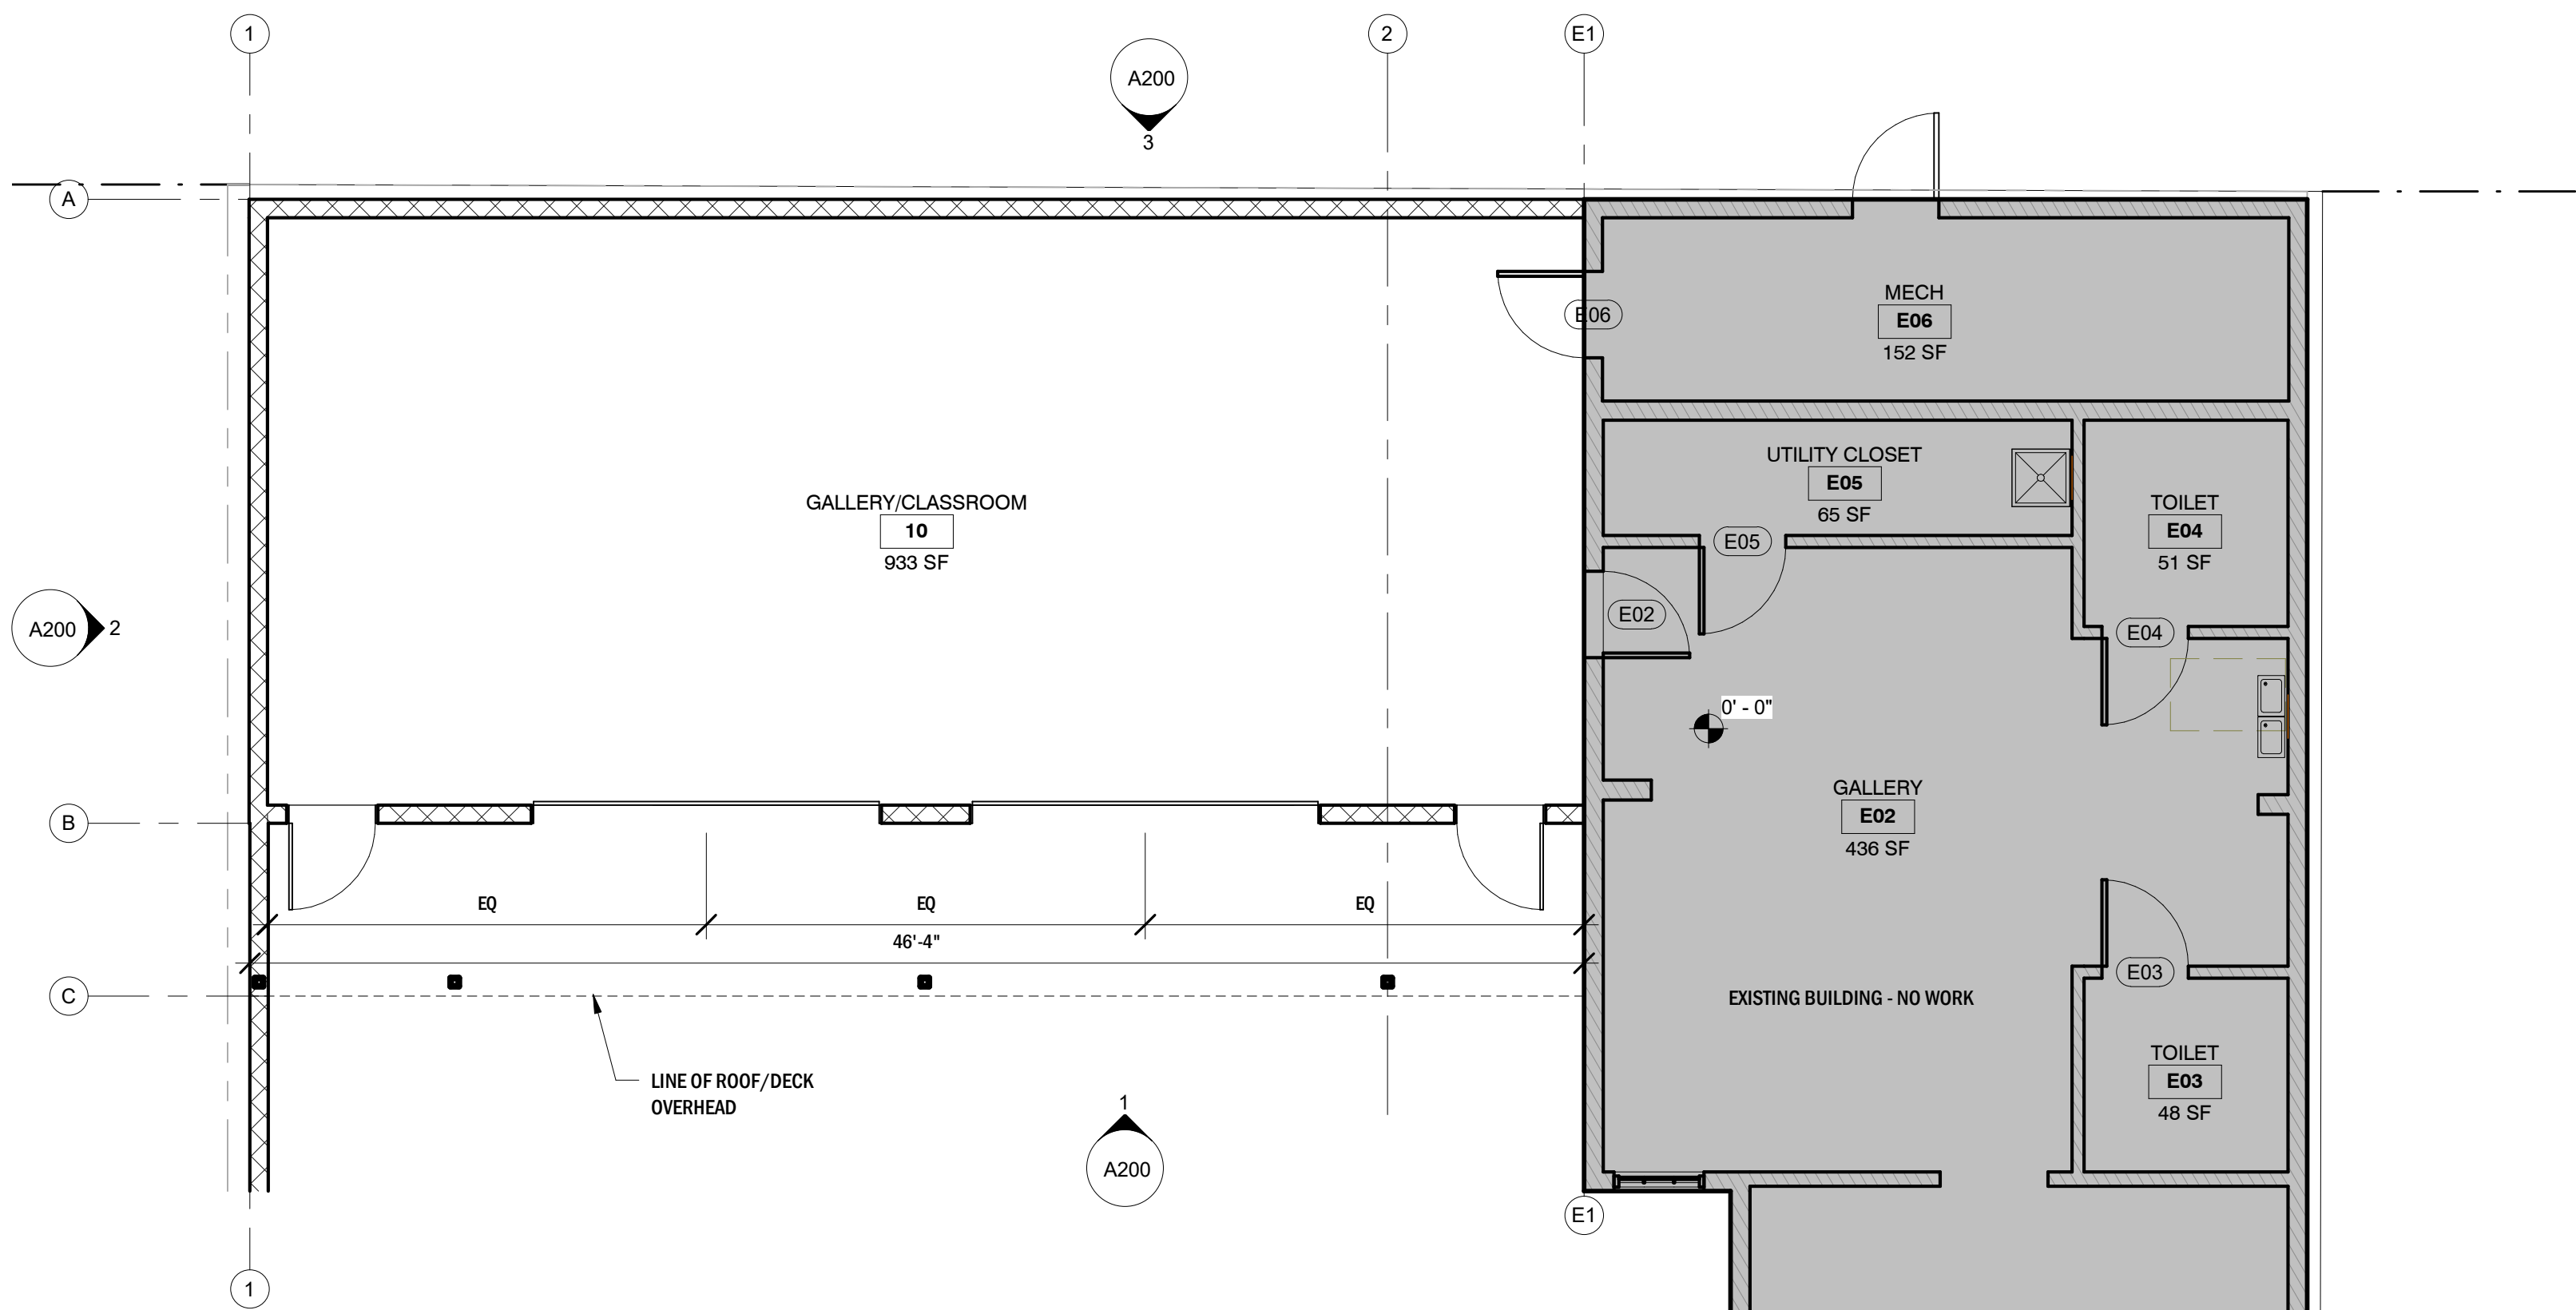 1
2
E1
A200
3
A
MECH
E06
152 SF
E06
UTILITY CLOSET
E05
65 SF
GALLERY/CLASSROOM
10
933 SF
TOILET
E04
51 SF
E05
E02
E04
A200
2
0' - 0"
GALLERY
E02
436 SF
B
EQ
EQ
EQ
46'-4"
E03
C
EXISTING BUILDING - NO WORK
LINE OF ROOF/DECK
OVERHEAD
TOILET
E03
48 SF
1
A200
E1
1